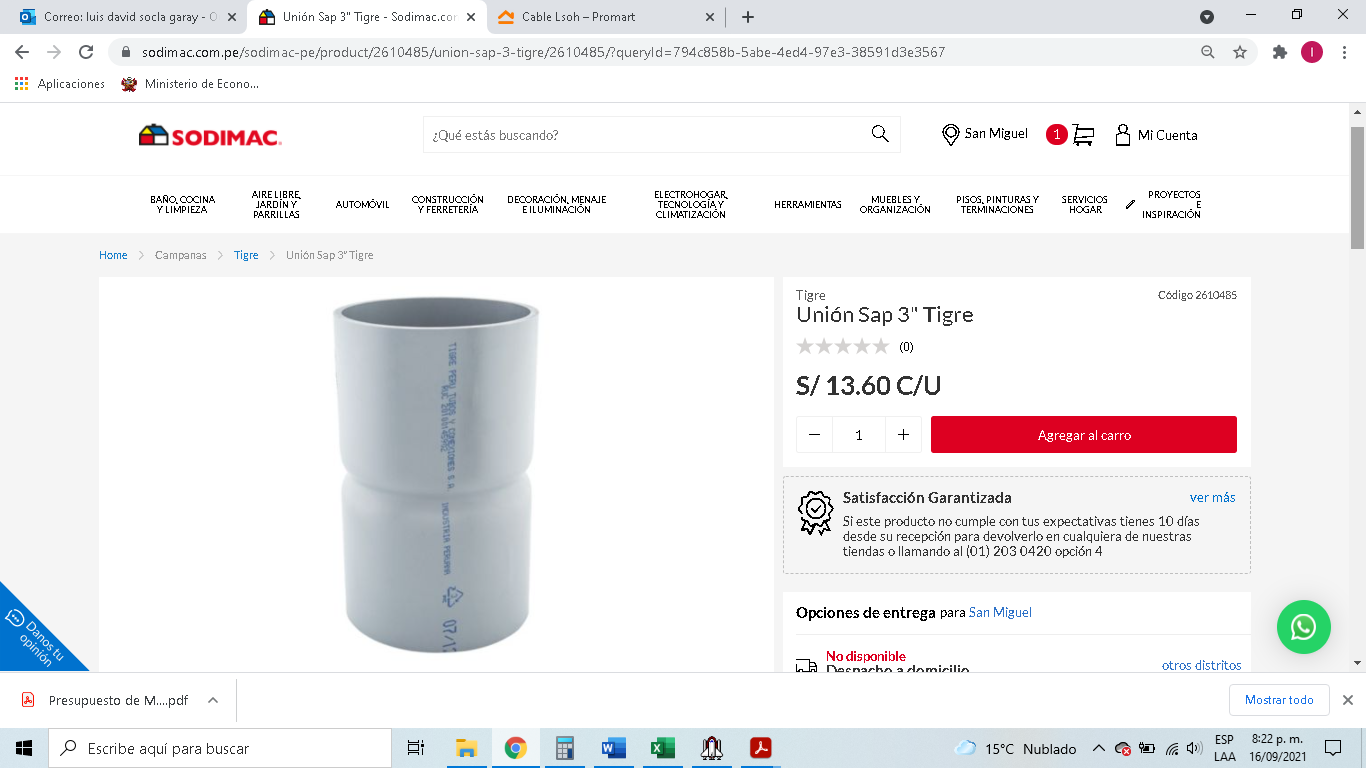 Correo: luis david socla garay - O
Unión Sap 3" Tigre - Sodimac.con
Cable Lsoh – Promart
sodimac.com.pe/sodimac-pe/product/2610485/union-sap-3-tigre/2610485/?queryId=794c858b-5abe-4ed4-97e3-38591d3e3567
I
Aplicaciones
Ministerio de Econo...
SODIMAC
¿Qué estás buscando?
San Miguel
1
Mi Cuenta
BAÑO, COCINA
Y LIMPIEZA
AIRE LIBRE,
JARDÍN Y
PARRILLAS
AUTOMÓVIL
CONSTRUCCIÓN
Y FERRETERÍA
DECORACIÓN, MENAJE
E ILUMINACIÓN
ELECTROHOGAR,
TECNOLOGÍA Y
CLIMATIZACIÓN
HERRAMIENTAS
MUEBLES Y
ORGANIZACIÓN
PISOS, PINTURAS Y
TERMINACIONES
SERVICIOS
HOGAR
PROYECTOS
E
INSPIRACIÓN
Home
Campanas
Tigre
Unión Sap 3" Tigre
TIGRE PERU TUBOS Y CONEXIONES S.A.
INDUSTRIA PERUANA
Tigre
Código 2610485
Unión Sap 3" Tigre
(0)
S/ 13.60 C/U
1
Agregar al carro
Satisfacción Garantizada
ver más
Si este producto no cumple con tus expectativas tienes 10 días
desde su recepción para devolverlo en cualquiera de nuestras
tiendas o llamando al (01) 203 0420 opción 4
Opciones de entrega para San Miguel
No disponible
Despacho a domicilio
otros distritos
Danos tu
opinión
Presupuesto de M....pdf
Mostrar todo
Escribe aquí para buscar
15°C Nublado
ESP
LAA
8:22 p. m.
16/09/2021